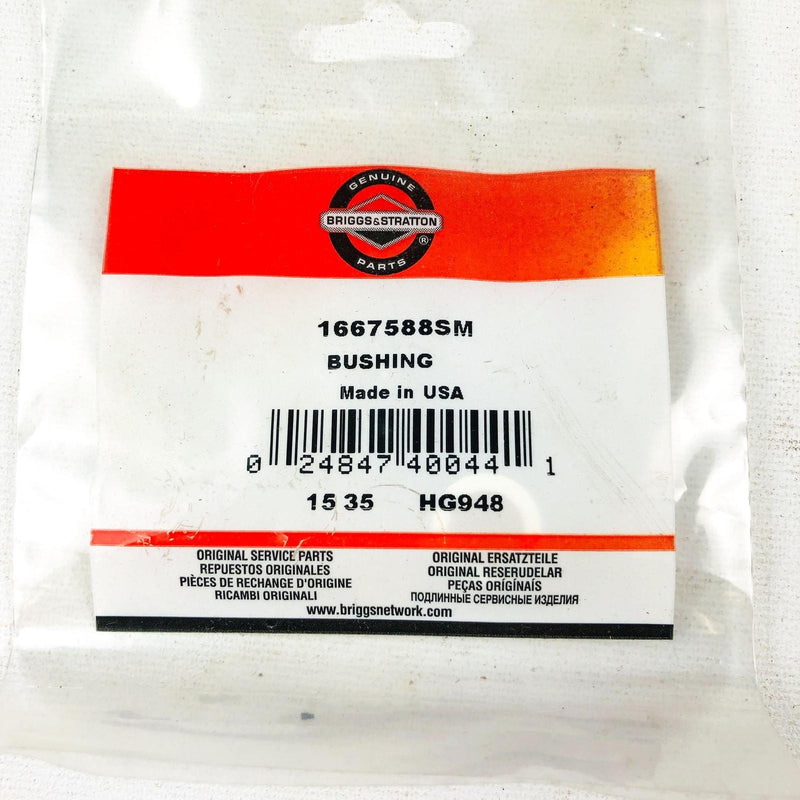 GENUINE
BRIGGS&STRATTON
®
PARTS
1667588SM
BUSHING
Made in USA
0 24847 40044 1
15 35 HG948
ORIGINAL SERVICE PARTS
REPUESTOS ORIGINALES
PIÈCES DE RECHANGE D'ORIGINE
RICAMBI ORIGINALI
ORIGINAL ERSATZTEILE
ORIGINAL RESERUDELAR
PEÇAS ORÍGÍNAÍS
ПОДЛИННЫЕ СЕРВИСНЫЕ ИЗДЕЛИЯ
www.briggsnetwork.com